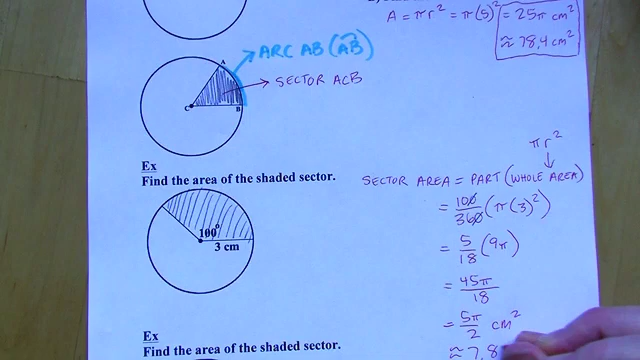 A = πr² = π(5)² = 25π cm²
≈ 78,4 cm²
ARC AB (AB)
A
SECTOR ACB
C
B
πr²
Ex
Find the area of the shaded sector.
SECTOR AREA = PART (WHOLE AREA)
= 100/360 (π(3)²)
100°
3 cm
= 5/18 (9π)
= 45π/18
= 5π/2 cm²
≈ 7.8
Ex
Find the area of the shaded sector.